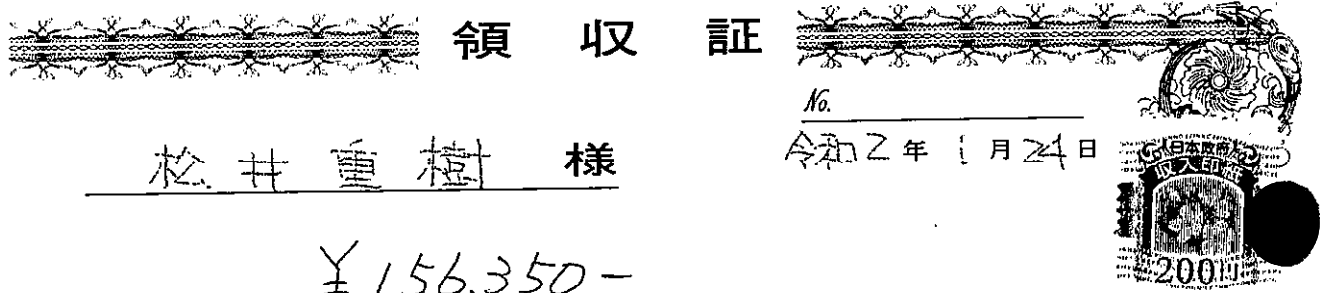 領収証
No.
令和2年1月24日
松井重樹 様
日本政府
収入印紙
200円
¥156,350-